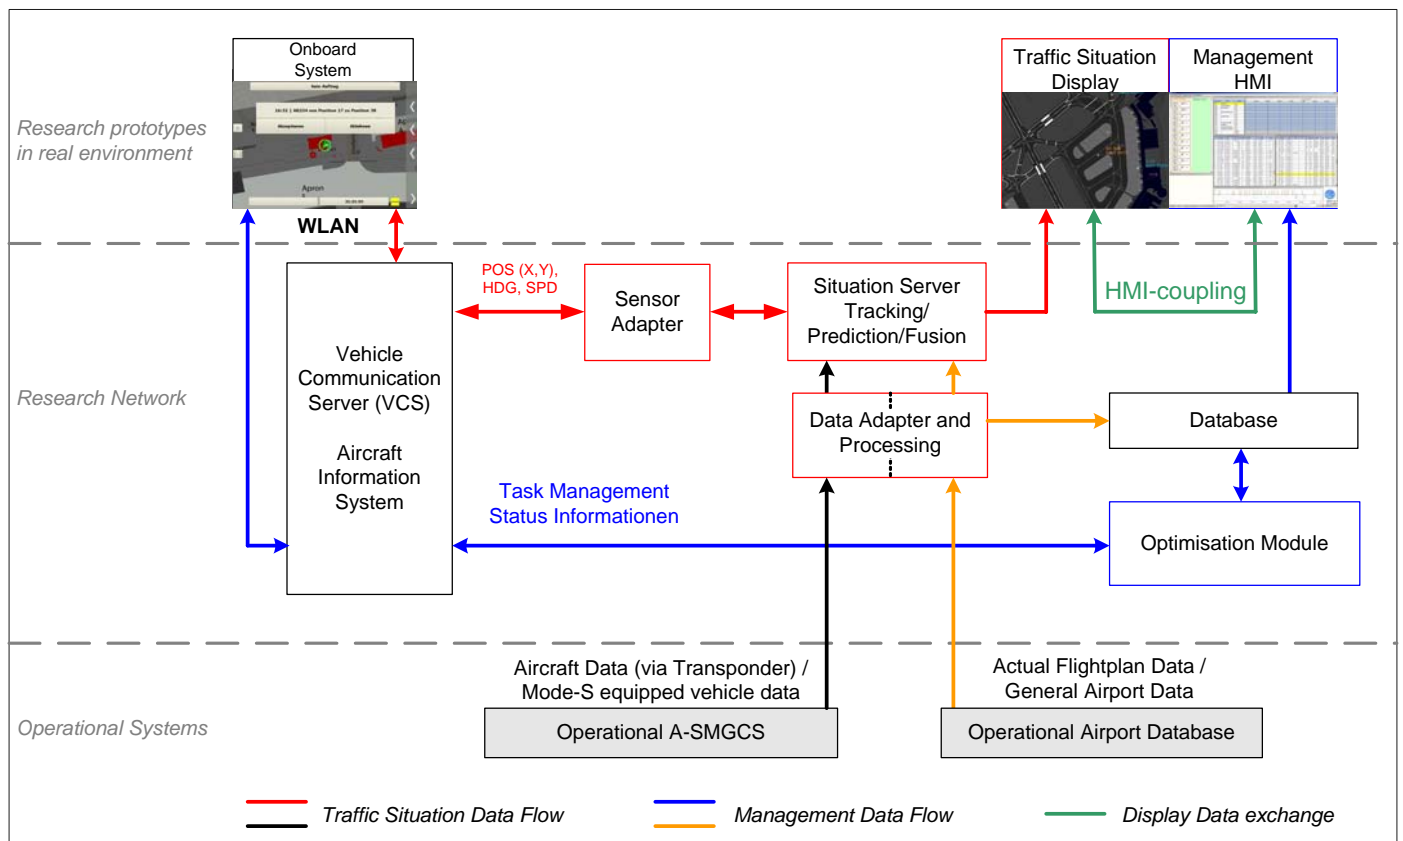 Onboard
System
Traffic Situation
Display
Management
HMI
kein Auftrag
Apron
Research prototypes
in real environment
WLAN
POS (X,Y),
HDG, SPD
Sensor
Adapter
Situation Server
Tracking/
Prediction/Fusion
HMI-coupling
Vehicle
Communication
Server (VCS)
Aircraft
Information
System
Research Network
Data Adapter and
Processing
Database
Task Management
Status Informationen
Optimisation Module
Aircraft Data (via Transponder) /
Mode-S equipped vehicle data
Actual Flightplan Data /
General Airport Data
Operational Systems
Operational A-SMGCS
Operational Airport Database
Traffic Situation Data Flow
Management Data Flow
Display Data exchange